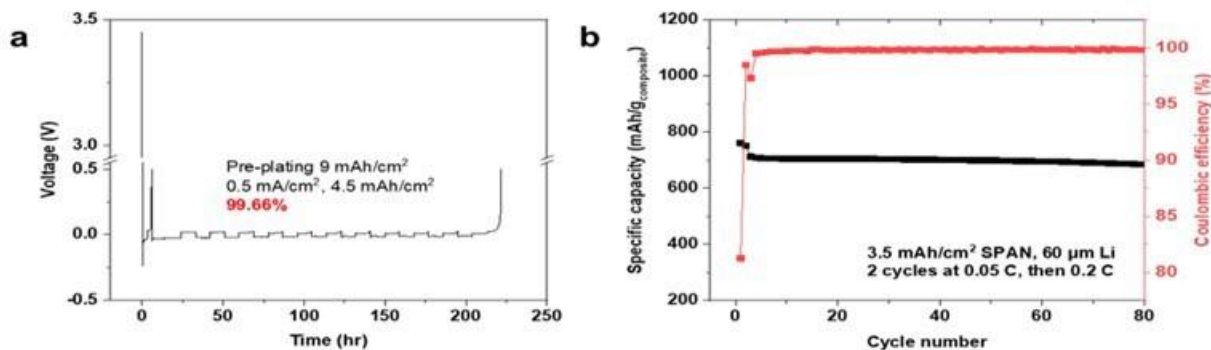 a
3.5
3.0
0.5
0.0
-0.5
Voltage (V)
Pre-plating 9 mAh/cm²
0.5 mA/cm², 4.5 mAh/cm²
99.66%
0 50 100 150 200 250
Time (hr)
b
1200
1000
800
600
400
200
Specific capacity (mAh/gcomposite)
3.5 mAh/cm² SPAN, 60 µm Li
2 cycles at 0.05 C, then 0.2 C
100
95
90
85
80
Coulombic efficiency (%)
0 20 40 60 80
Cycle number